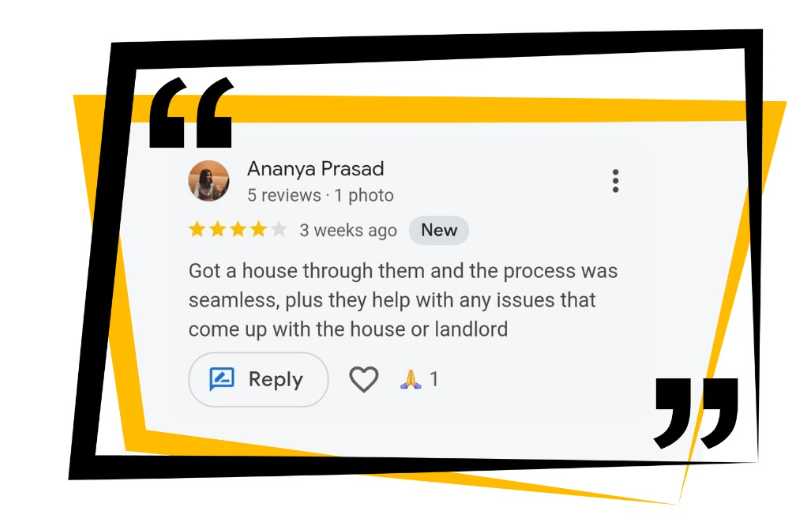 “
Ananya Prasad
5 reviews · 1 photo
3 weeks ago New
Got a house through them and the process was
seamless, plus they help with any issues that
come up with the house or landlord
Reply 🙏 1
”